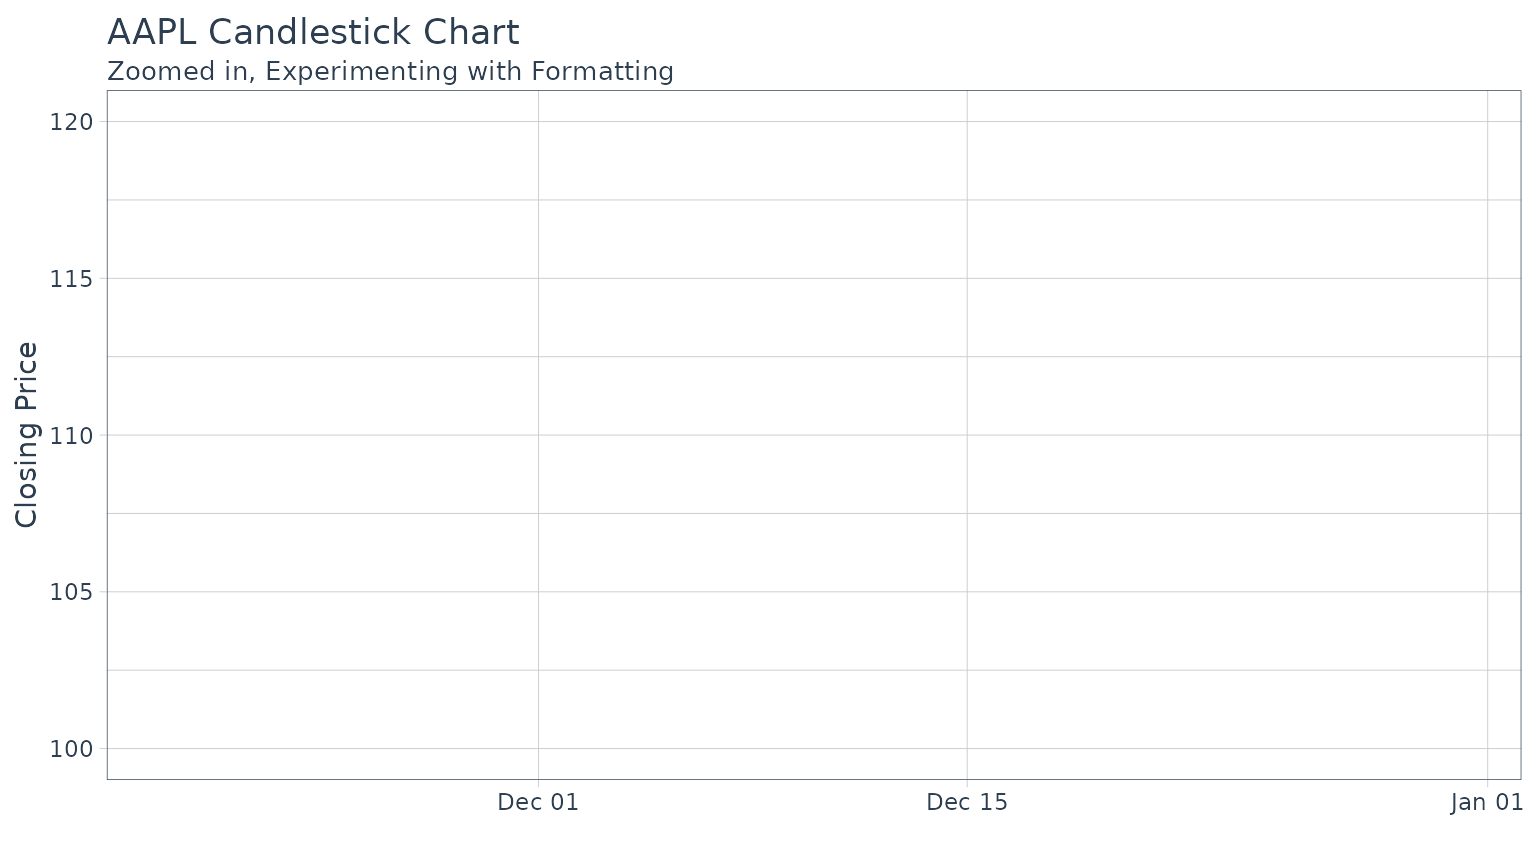 AAPL Candlestick Chart
Zoomed in, Experimenting with Formatting
Closing Price
120
115
110
105
100
Dec 01
Dec 15
Jan 01